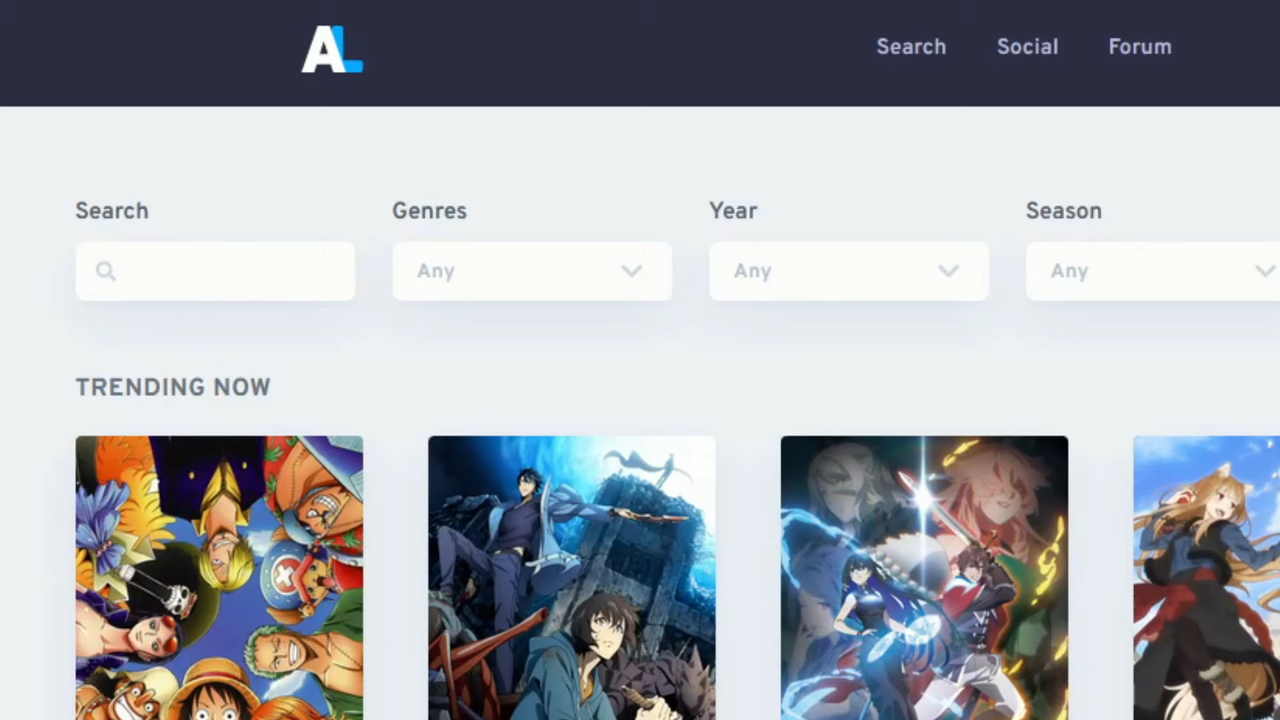 AL
Search Social Forum
Search Genres Year Season
Any Any Any
TRENDING NOW